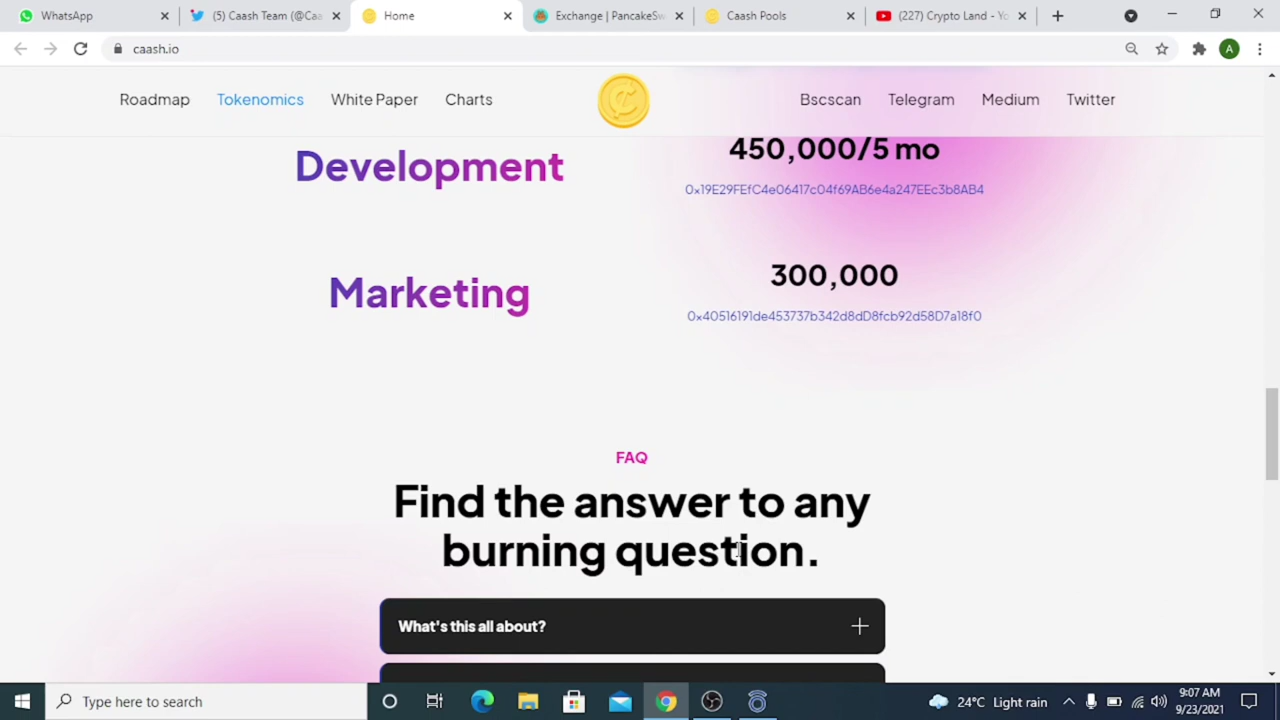 WhatsApp
(5) Caash Team (@Caa
Home
Exchange | PancakeSw
Caash Pools
(227) Crypto Land - Yo
caash.io
A
Roadmap
Tokenomics
White Paper
Charts
Bscscan
Telegram
Medium
Twitter
Development
450,000/5 mo
0x19E29FEfC4e06417c04f69AB6e4a247EEc3b8AB4
Marketing
300,000
0x40516191de453737b342d8dD8fcb92d58D7a18f0
FAQ
Find the answer to any
burning question.
What's this all about?
Type here to search
24°C Light rain
9:07 AM
9/23/2021